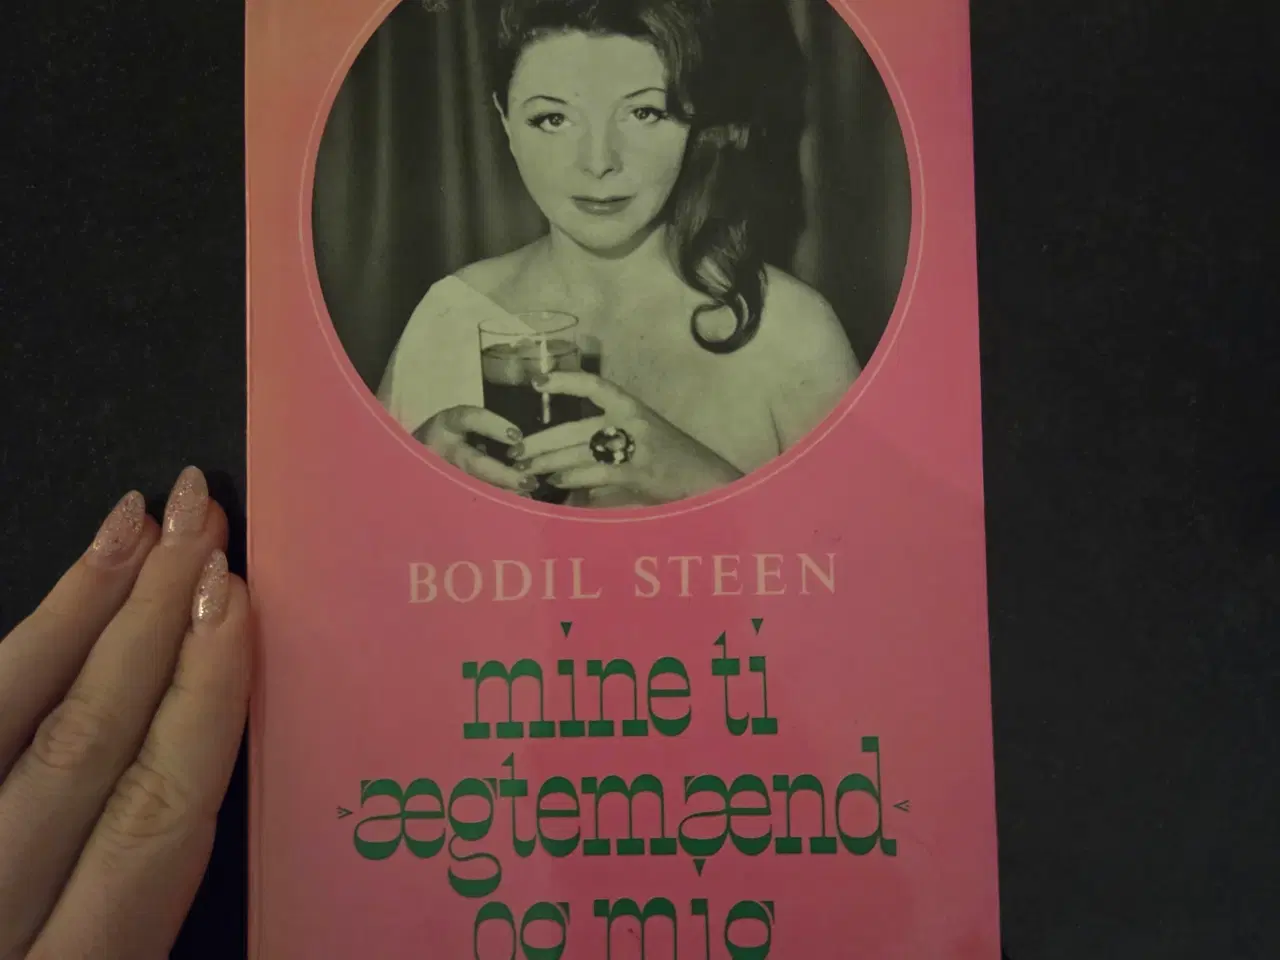 BODIL STEEN
mine ti
»ægtemænd«
og mig